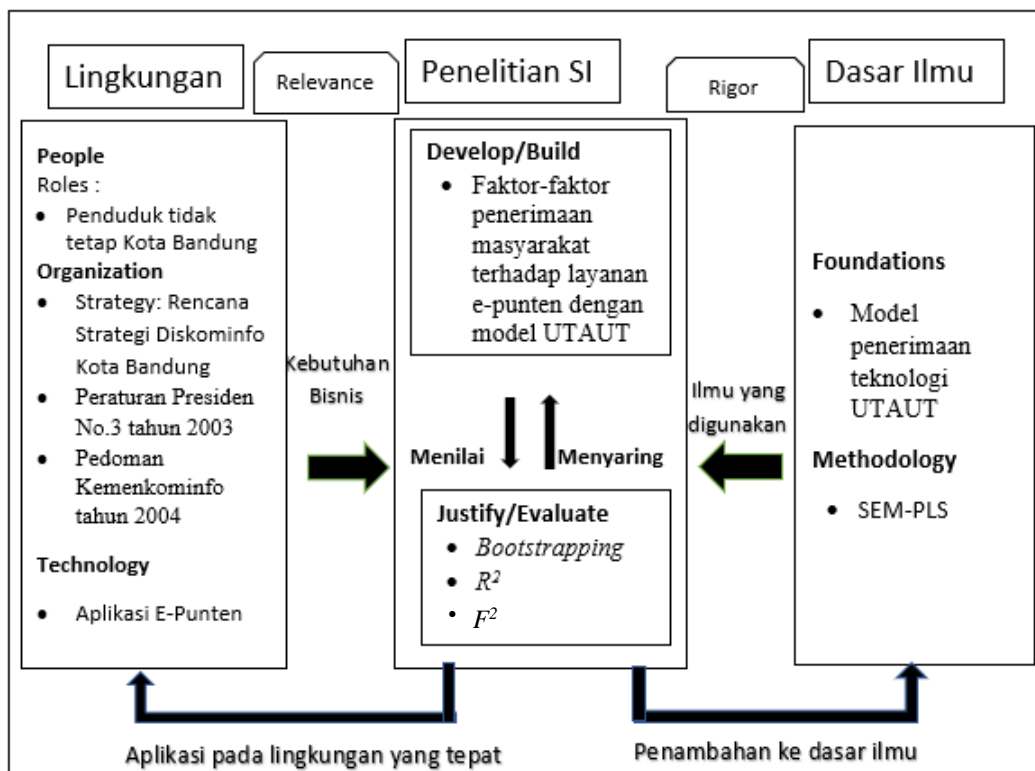 Lingkungan
Relevance
Penelitian SI
Rigor
Dasar Ilmu
People
Roles :
• Penduduk tidak
tetap Kota Bandung
Organization
• Strategy: Rencana
Strategi Diskominfo
Kota Bandung
• Peraturan Presiden
No.3 tahun 2003
• Pedoman
Kemenkominfo
tahun 2004
Technology
• Aplikasi E-Punten
Kebutuhan
Bisnis
Develop/Build
• Faktor-faktor
penerimaan
masyarakat
terhadap layanan
e-punten dengan
model UTAUT
Menilai
Menyaring
Justify/Evaluate
• Bootstrapping
• R²
• F²
Ilmu yang
digunakan
Foundations
• Model
penerimaan
teknologi
UTAUT
Methodology
• SEM-PLS
Aplikasi pada lingkungan yang tepat
Penambahan ke dasar ilmu